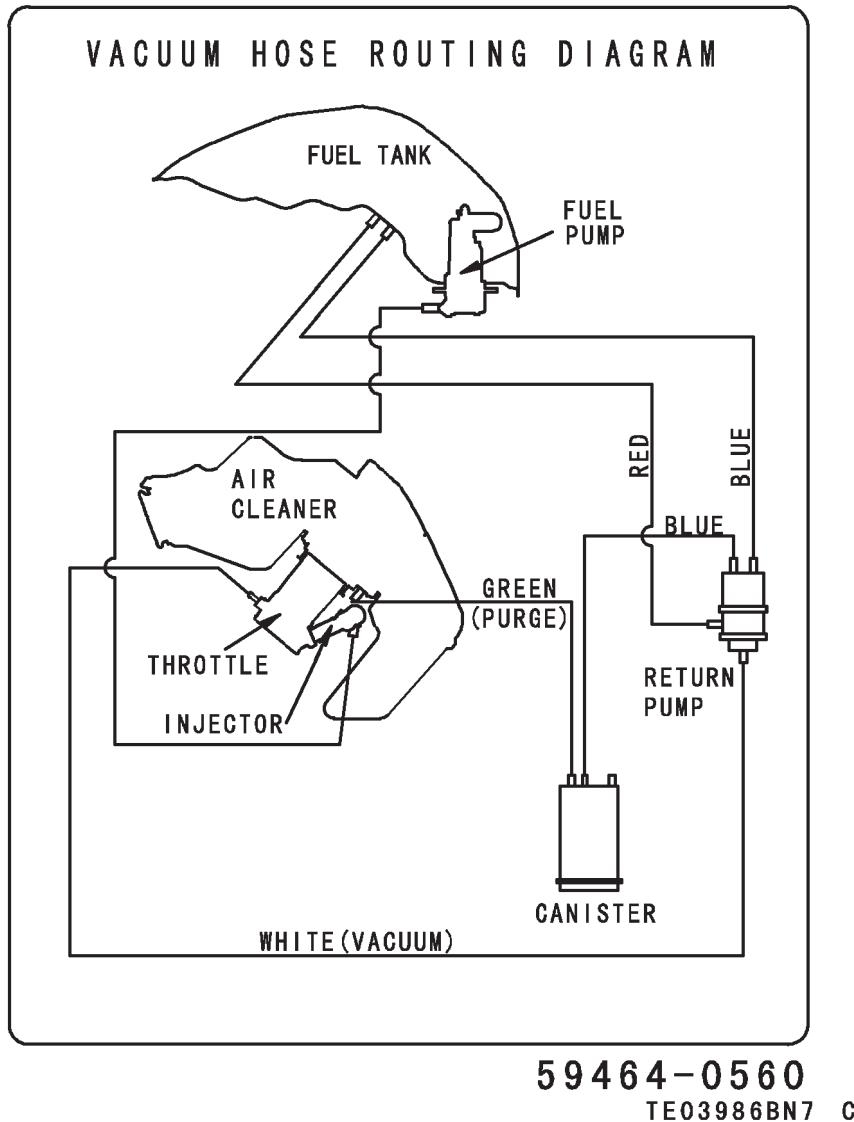 VACUUM HOSE ROUTING DIAGRAM
FUEL TANK
FUEL
PUMP
RED
BLUE
AIR
CLEANER
BLUE
GREEN
(PURGE)
THROTTLE
RETURN
PUMP
INJECTOR
CANISTER
WHITE(VACUUM)
59464-0560
TE03986BN7 C